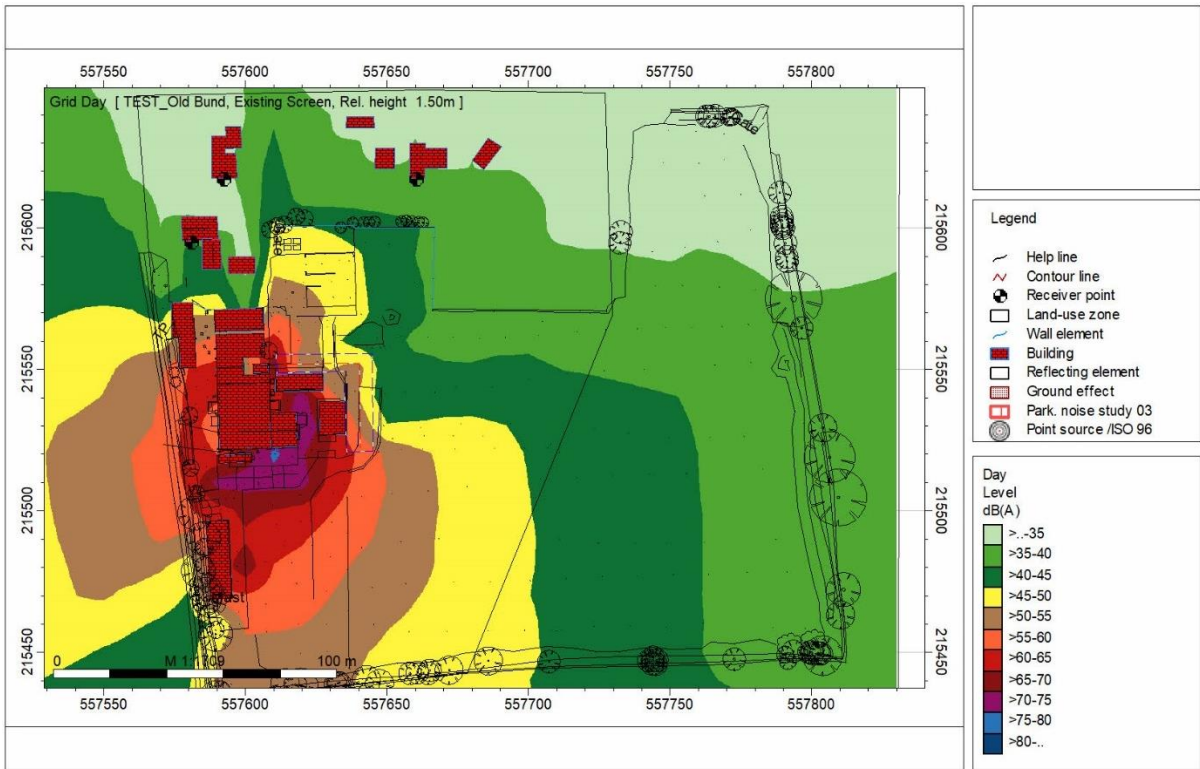 557550 557600 557650 557700 557750 557800
Grid Day [ TEST_Old Bund, Existing Screen, Rel. height 1.50m ]
215600 215600
215550 215550
215500 215500
215450 215450
0 M 1:1709 100 m
557550 557600 557650 557700 557750 557800
Legend
Help line
Contour line
Receiver point
Land-use zone
Wall element
Building
Reflecting element
Ground effect
Park. noise study 03
Point source /ISO 96
Day
Level
dB(A)
>..-35
>35-40
>40-45
>45-50
>50-55
>55-60
>60-65
>65-70
>70-75
>75-80
>80-..